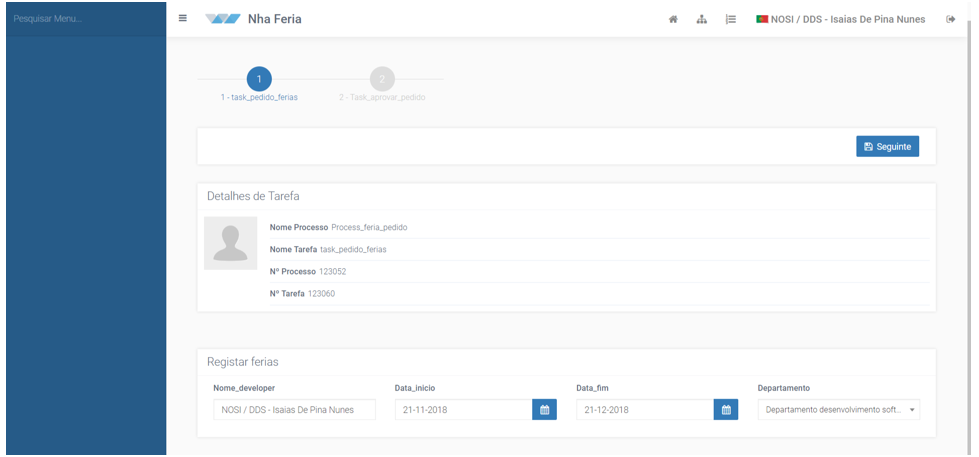 Pesquisar Menu...
Nha Feria
NOSI / DDS - Isaias De Pina Nunes
1
2
1 - task_pedido_ferias
2 - Task_aprovar_pedido
Seguinte
Detalhes de Tarefa
Nome Processo Process_feria_pedido
Nome Tarefa task_pedido_ferias
Nº Processo 123052
Nº Tarefa 123060
Registar ferias
Nome_developer
Data_inicio
Data_fim
Departamento
NOSI / DDS - Isaias De Pina Nunes
21-11-2018
21-12-2018
Departamento desenvolvimento soft...